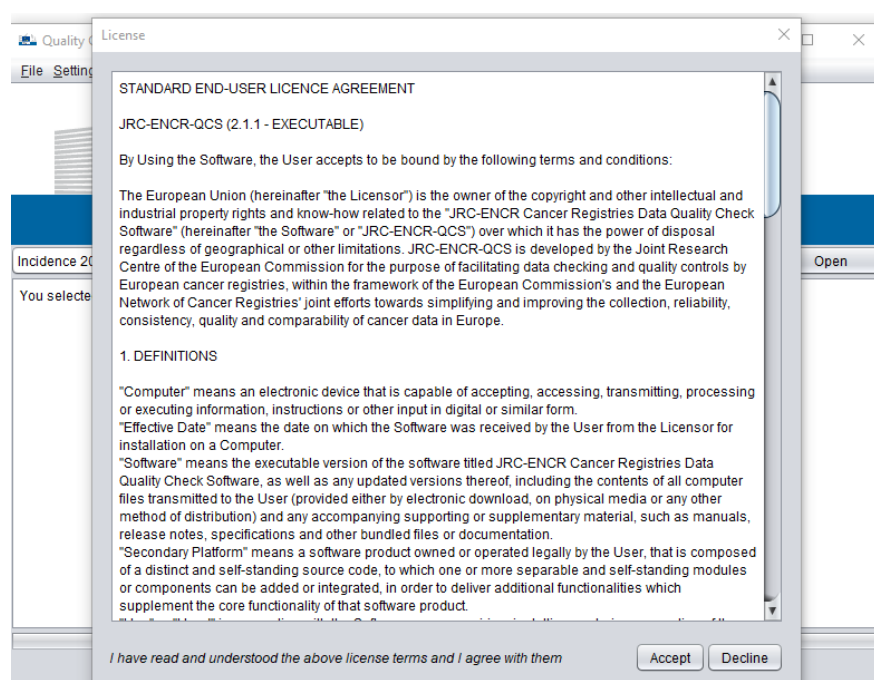 License
Quality
File Setting
STANDARD END-USER LICENCE AGREEMENT
JRC-ENCR-QCS (2.1.1 - EXECUTABLE)
By Using the Software, the User accepts to be bound by the following terms and conditions:
The European Union (hereinafter "the Licensor") is the owner of the copyright and other intellectual and
industrial property rights and know-how related to the "JRC-ENCR Cancer Registries Data Quality Check
Software" (hereinafter "the Software" or "JRC-ENCR-QCS") over which it has the power of disposal
regardless of geographical or other limitations. JRC-ENCR-QCS is developed by the Joint Research
Centre of the European Commission for the purpose of facilitating data checking and quality controls by
European cancer registries, within the framework of the European Commission's and the European
Network of Cancer Registries' joint efforts towards simplifying and improving the collection, reliability,
consistency, quality and comparability of cancer data in Europe.
Incidence 20
Open
You selecte
1. DEFINITIONS
"Computer" means an electronic device that is capable of accepting, accessing, transmitting, processing
or executing information, instructions or other input in digital or similar form.
"Effective Date" means the date on which the Software was received by the User from the Licensor for
installation on a Computer.
"Software" means the executable version of the software titled JRC-ENCR Cancer Registries Data
Quality Check Software, as well as any updated versions thereof, including the contents of all computer
files transmitted to the User (provided either by electronic download, on physical media or any other
method of distribution) and any accompanying supporting or supplementary material, such as manuals,
release notes, specifications and other bundled files or documentation.
"Secondary Platform" means a software product owned or operated legally by the User, that is composed
of a distinct and self-standing source code, to which one or more separable and self-standing modules
or components can be added or integrated, in order to deliver additional functionalities which
supplement the core functionality of that software product.
I have read and understood the above license terms and I agree with them
Accept
Decline